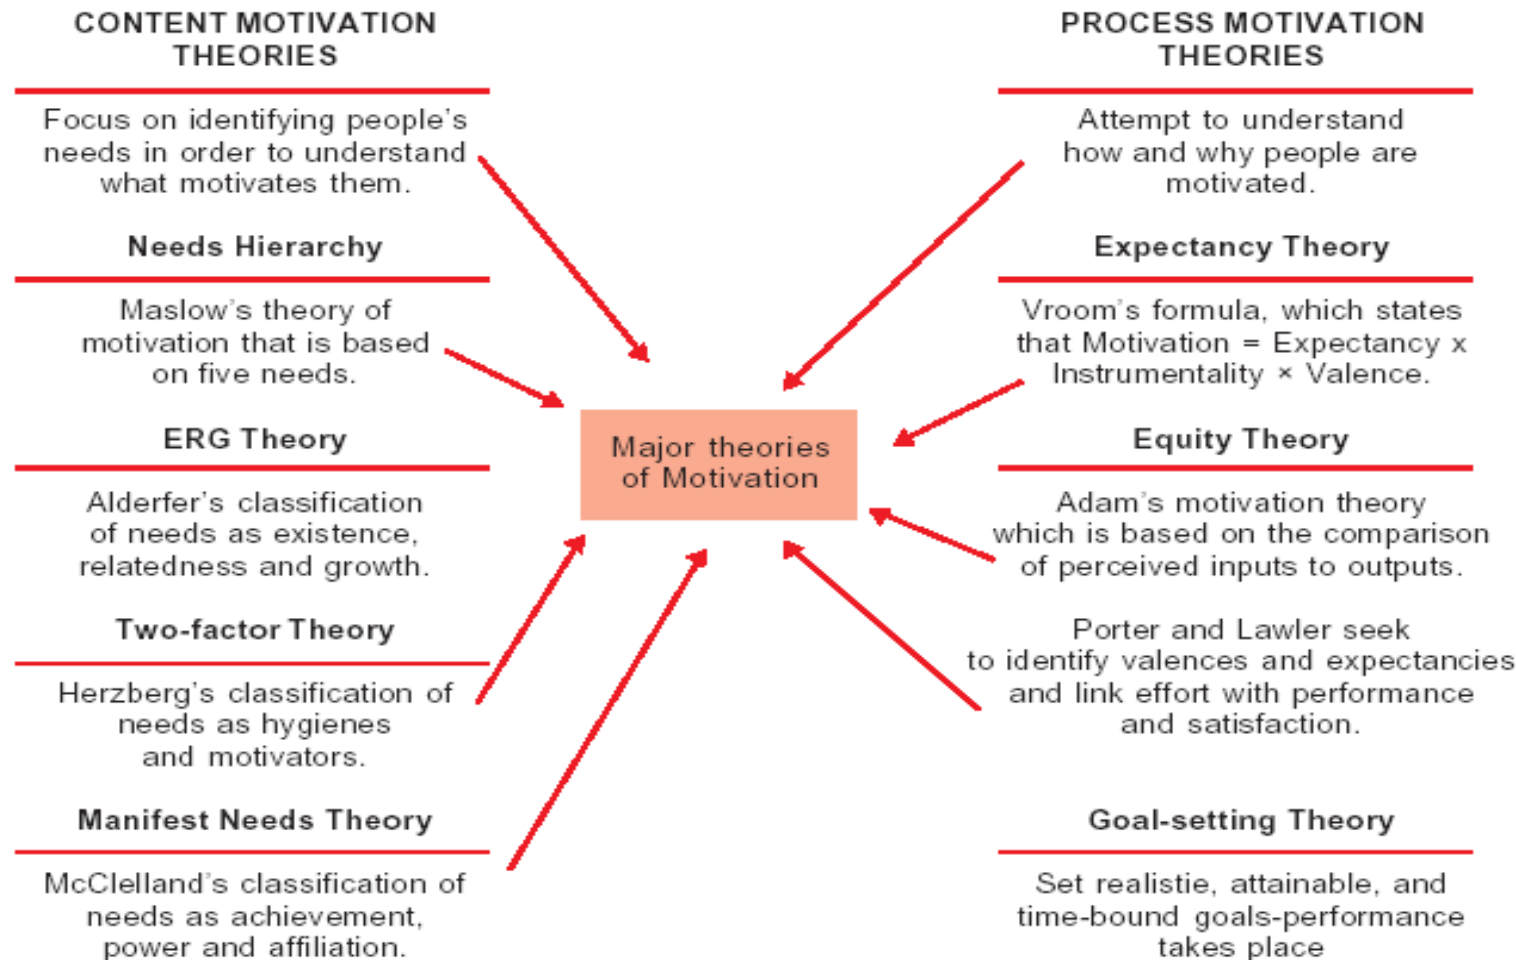 CONTENT MOTIVATION
THEORIES
Focus on identifying people's
needs in order to understand
what motivates them.
Needs Hierarchy
Maslow's theory of
motivation that is based
on five needs.
ERG Theory
Alderfer's classification
of needs as existence,
relatedness and growth.
Two-factor Theory
Herzberg's classification of
needs as hygienes
and motivators.
Manifest Needs Theory
McClelland's classification of
needs as achievement,
power and affiliation.
Major theories
of Motivation
PROCESS MOTIVATION
THEORIES
Attempt to understand
how and why people are
motivated.
Expectancy Theory
Vroom's formula, which states
that Motivation = Expectancy x
Instrumentality × Valence.
Equity Theory
Adam's motivation theory
which is based on the comparison
of perceived inputs to outputs.
Porter and Lawler seek
to identify valences and expectancies
and link effort with performance
and satisfaction.
Goal-setting Theory
Set realistie, attainable, and
time-bound goals-performance
takes place